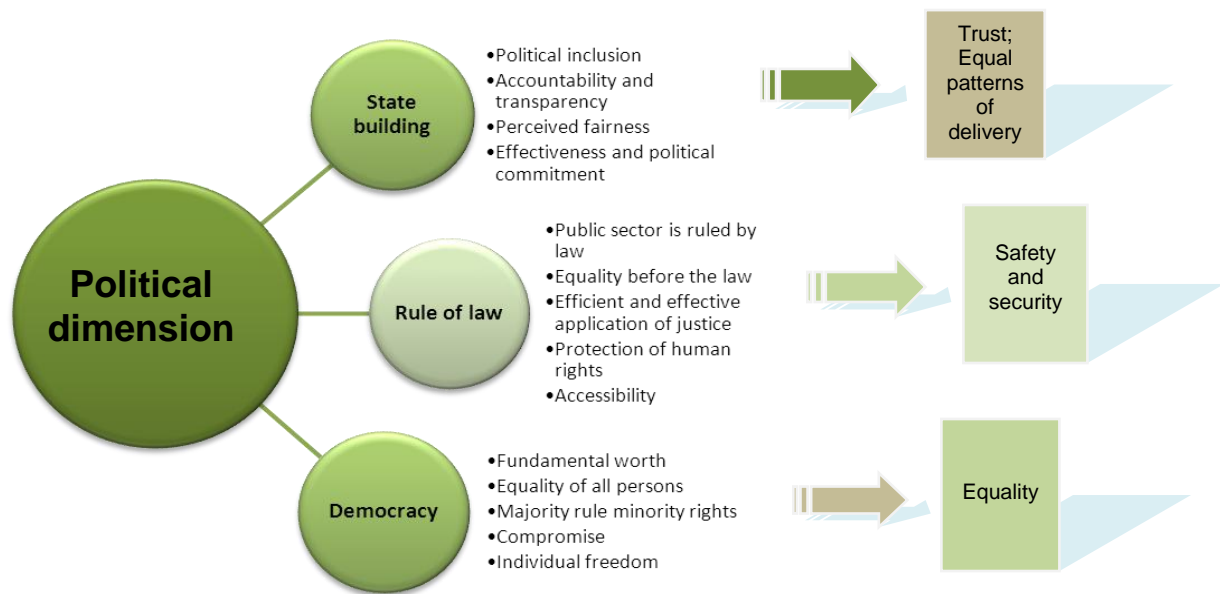 Political
dimension
State
building
•Political inclusion
•Accountability and
transparency
•Perceived fairness
•Effectiveness and political
commitment
Trust;
Equal
patterns
of
delivery
Rule of law
•Public sector is ruled by
law
•Equality before the law
•Efficient and effective
application of justice
•Protection of human
rights
•Accessibility
Safety
and
security
Democracy
•Fundamental worth
•Equality of all persons
•Majority rule minority rights
•Compromise
•Individual freedom
Equality